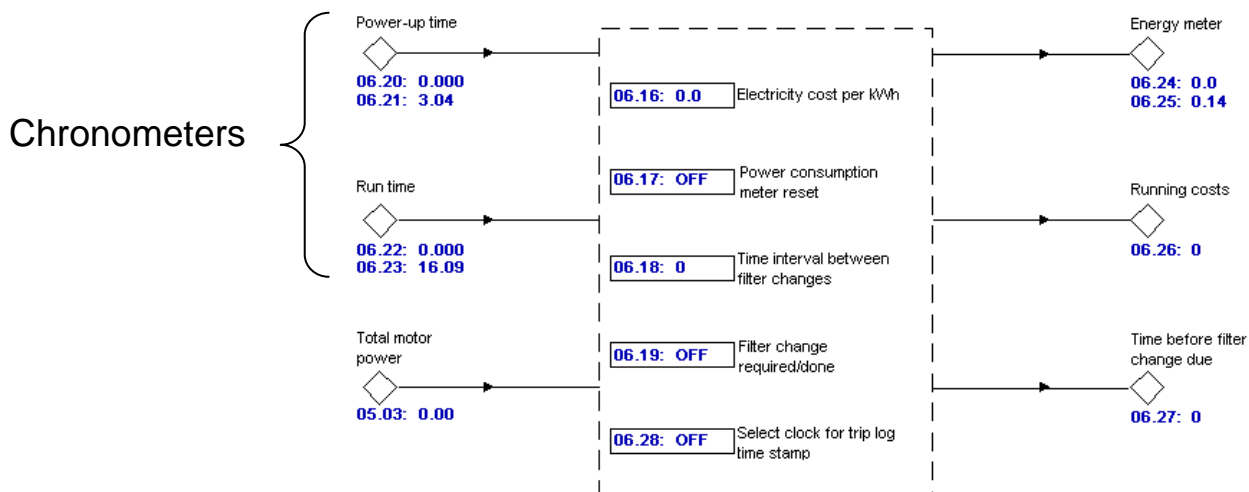 Chronometers
Power-up time
06.20: 0.000
06.21: 3.04
Run time
06.22: 0.000
06.23: 16.09
Total motor
power
05.03: 0.00
06.16: 0.0
Electricity cost per kWh
06.17: OFF
Power consumption
meter reset
06.18: 0
Time interval between
filter changes
06.19: OFF
Filter change
required/done
06.28: OFF
Select clock for trip log
time stamp
Energy meter
06.24: 0.0
06.25: 0.14
Running costs
06.26: 0
Time before filter
change due
06.27: 0